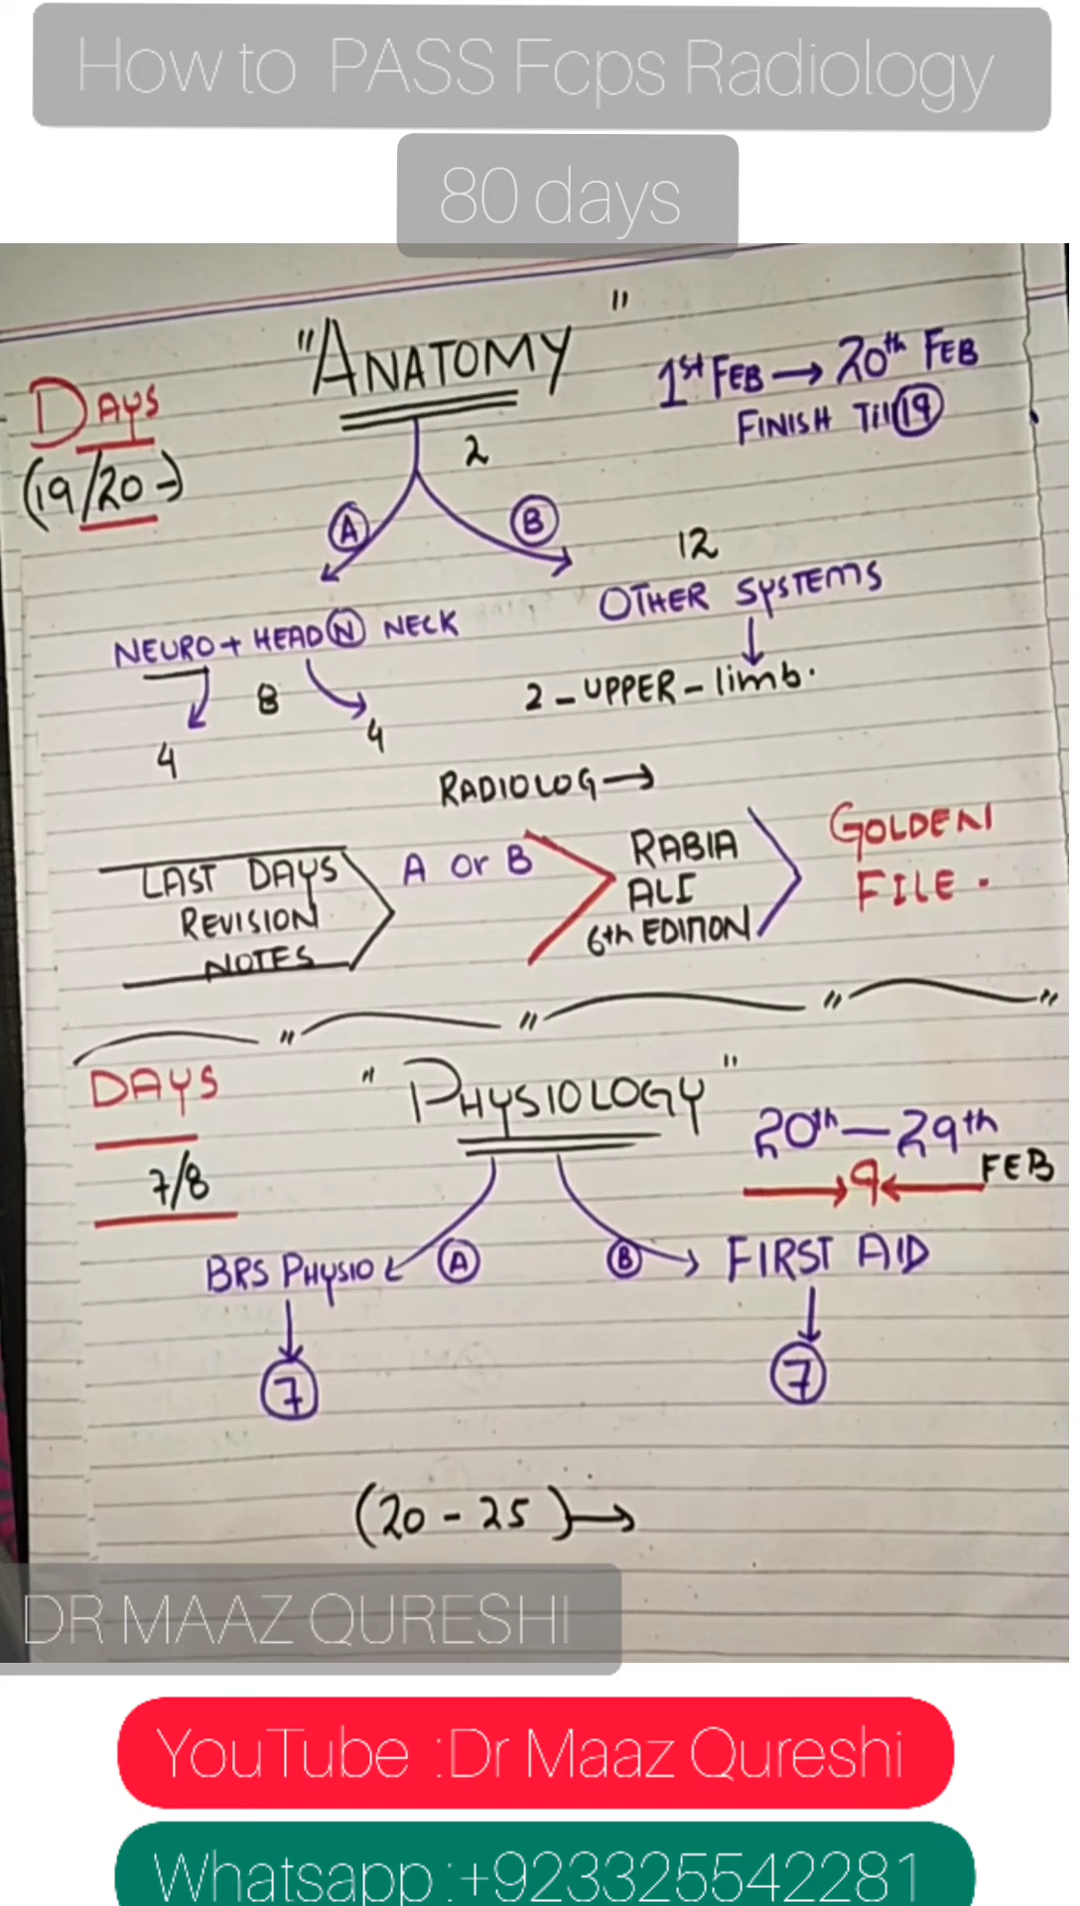 How to PASS Fcps Radiology
80 days
"ANATOMY"
1st FEB → 20th FEB
FINISH Till 19
DAYS
(19/20-)
2
A
B
12
OTHER SYSTEMS
NEURO + HEAD N NECK
2 - UPPER - limb.
8
4
4
RADIOLOG →
LAST DAYS
REVISION
NOTES
A or B
RABIA
ALI
6th EDITION
GOLDEN
FILE.
DAYS
7/8
"PHYSIOLOGY"
20th - 29th
FEB
9
BRS PHYSIO
A
B
FIRST AID
7
7
(20 - 25) →
DR MAAZ QURESHI
YouTube :Dr Maaz Qureshi
Whatsapp :+923325542281